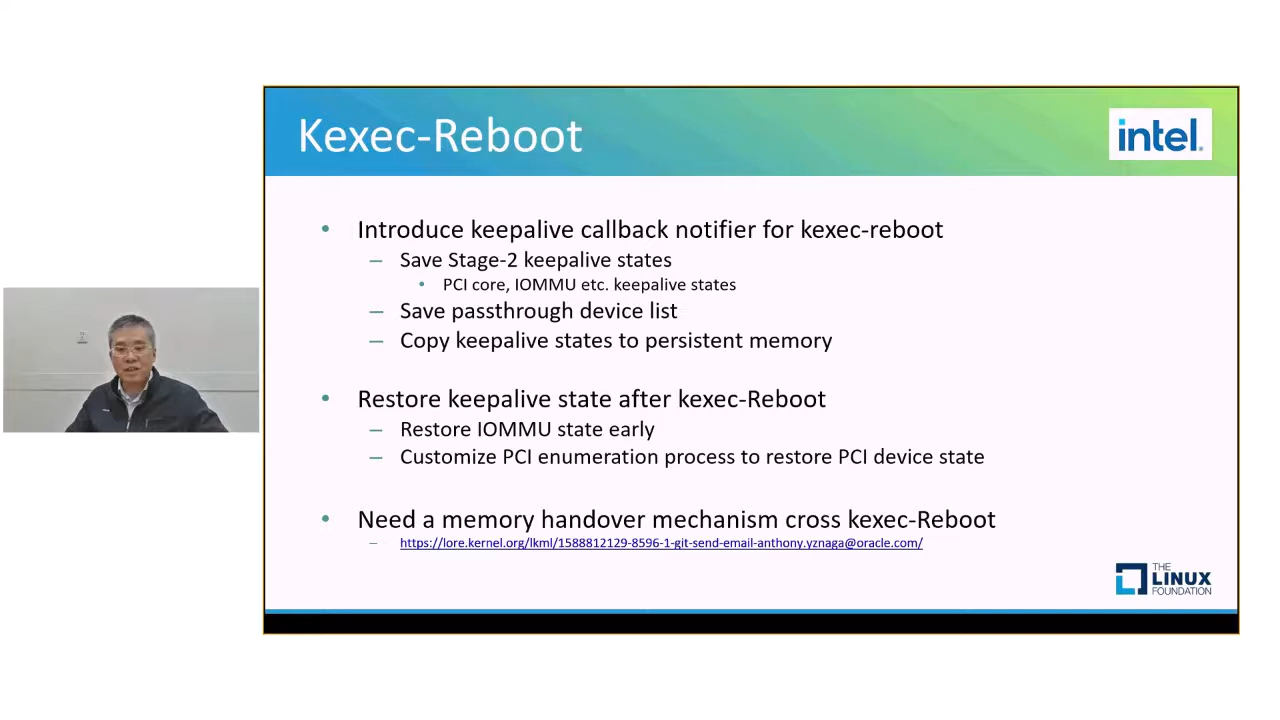 Kexec-Reboot
intel.
• Introduce keepalive callback notifier for kexec-reboot
– Save Stage-2 keepalive states
• PCI core, IOMMU etc. keepalive states
– Save passthrough device list
– Copy keepalive states to persistent memory
• Restore keepalive state after kexec-Reboot
– Restore IOMMU state early
– Customize PCI enumeration process to restore PCI device state
• Need a memory handover mechanism cross kexec-Reboot
– https://lore.kernel.org/lkml/1588812129-8596-1-git-send-email-anthony.yznaga@oracle.com/
THE
LINUX
FOUNDATION